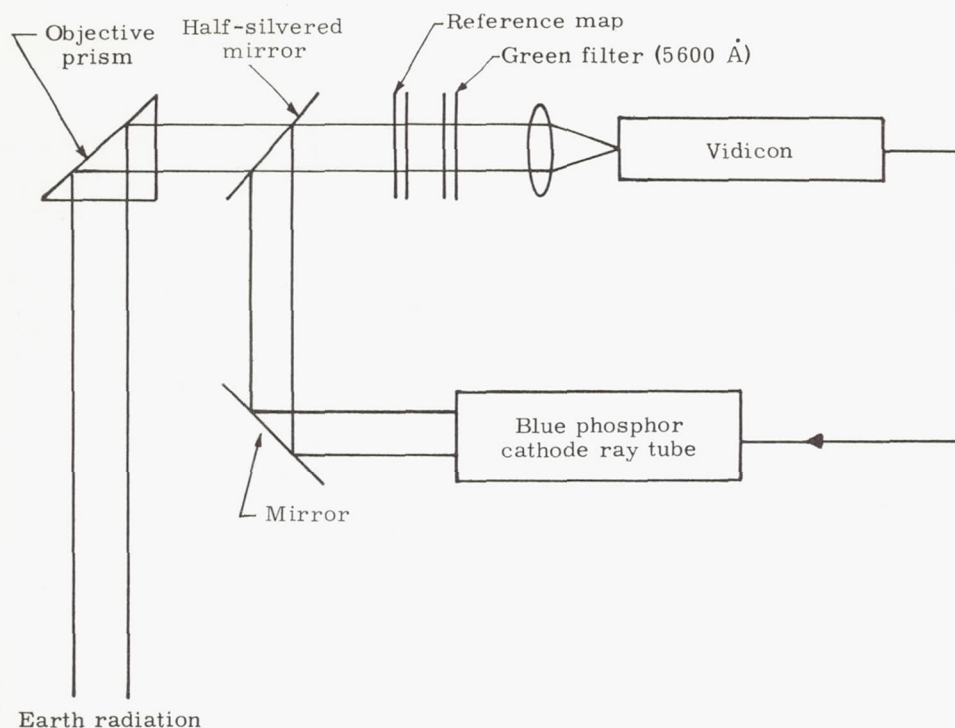 Objective
prism
Half-silvered
mirror
Reference map
Green filter (5600 Å)
Vidicon
Blue phosphor
cathode ray tube
Mirror
Earth radiation